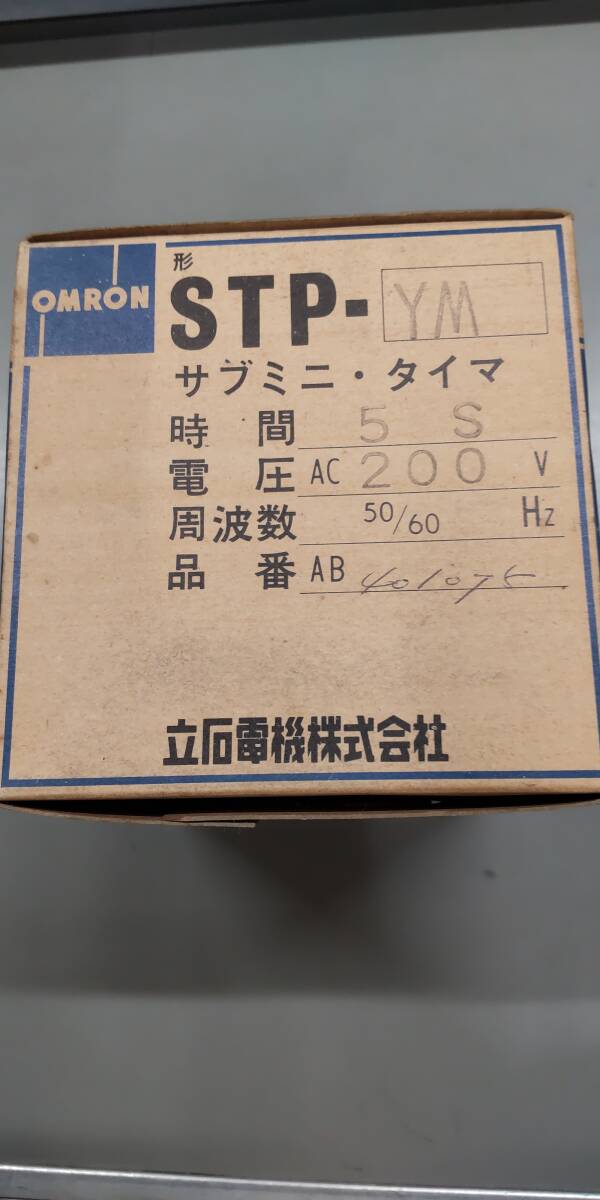 OMRON
形
STP-YM
サブミニ・タイマ
時間 5 S
電圧 AC 200 V
周波数 50/60 Hz
品番 AB 401075
立石電機株式会社